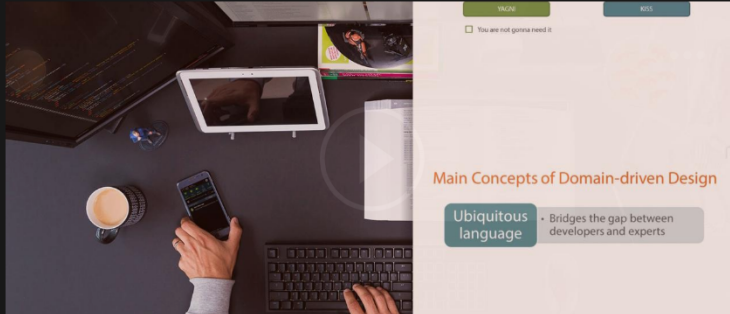 YAGNI
KISS
You are not gonna need it
Main Concepts of Domain-driven Design
Ubiquitous
language
• Bridges the gap between
developers and experts